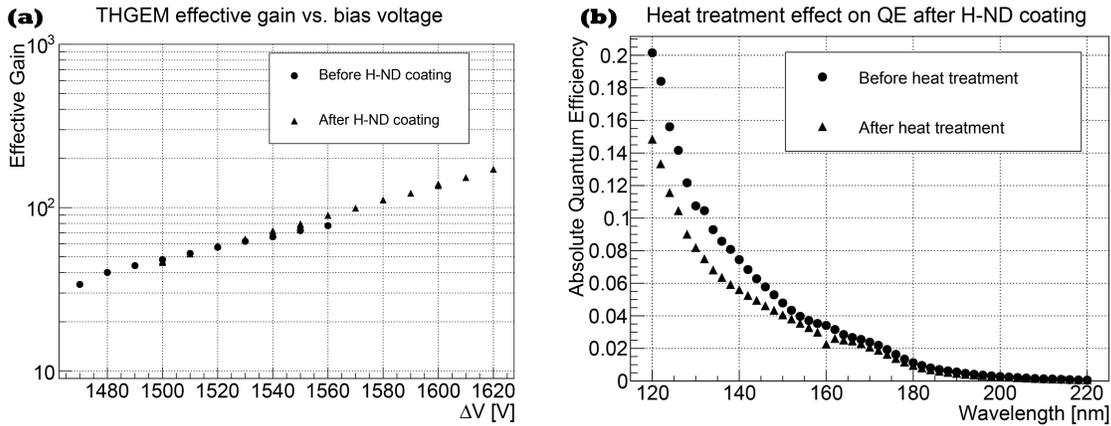 (a)
THGEM effective gain vs. bias voltage
Effective Gain
10³
10²
10
Before H-ND coating
After H-ND coating
1480 1500 1520 1540 1560 1580 1600 1620
ΔV [V]
(b)
Heat treatment effect on QE after H-ND coating
Absolute Quantum Efficiency
0.2
0.18
0.16
0.14
0.12
0.1
0.08
0.06
0.04
0.02
0
Before heat treatment
After heat treatment
120 140 160 180 200 220
Wavelength [nm]